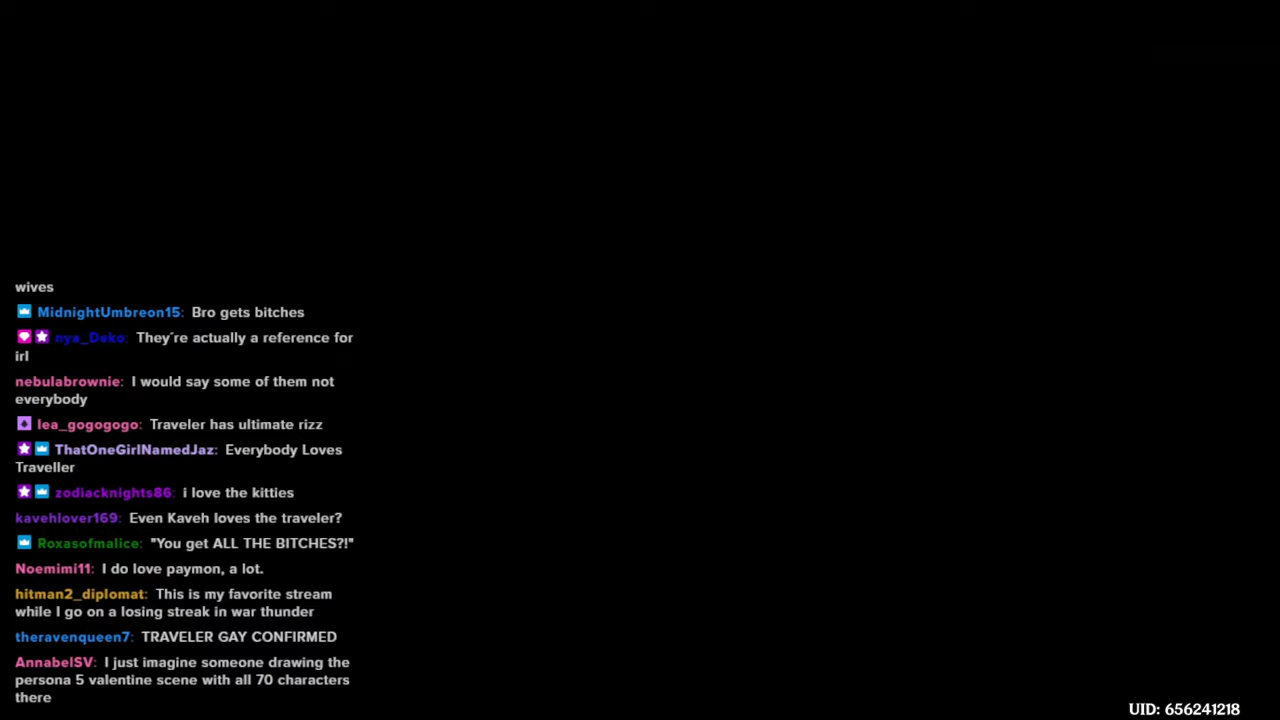 wives
MidnightUmbreon15: Bro gets bitches
nya_Deko: They´re actually a reference for
irl
nebulabrownie: I would say some of them not
everybody
lea_gogogogo: Traveler has ultimate rizz
ThatOneGirlNamedJaz: Everybody Loves
Traveller
zodiacknights86: i love the kitties
kavehlover169: Even Kaveh loves the traveler?
Roxasofmalice: "You get ALL THE BITCHES?!"
Noemimi11: I do love paymon, a lot.
hitman2_diplomat: This is my favorite stream
while I go on a losing streak in war thunder
theravenqueen7: TRAVELER GAY CONFIRMED
AnnabelSV: I just imagine someone drawing the
persona 5 valentine scene with all 70 characters
there
UID: 656241218